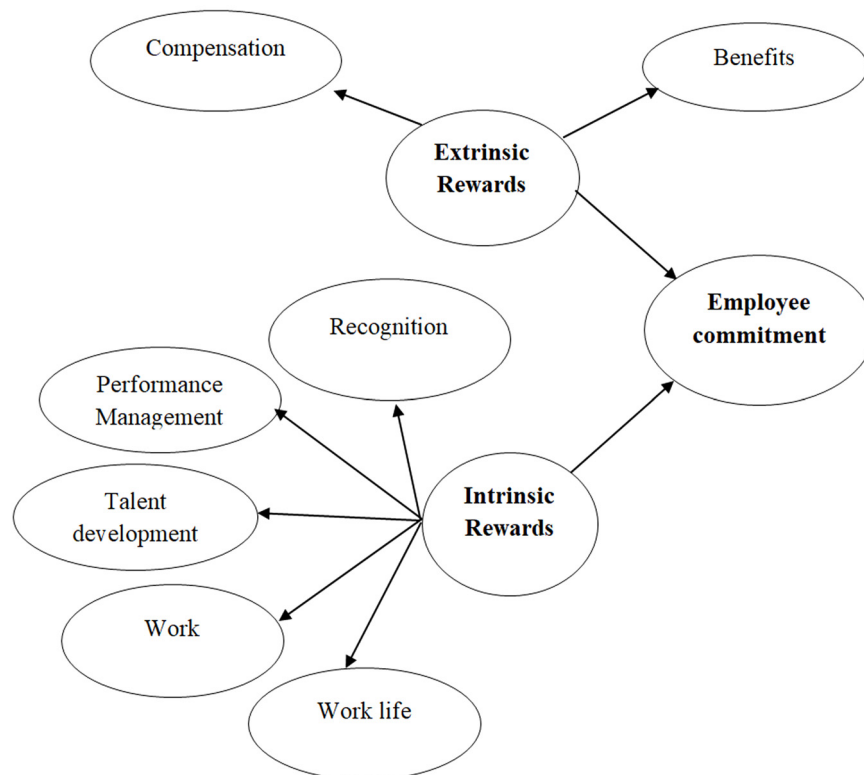 Compensation
Benefits
Extrinsic
Rewards
Employee
commitment
Recognition
Performance
Management
Talent
development
Intrinsic
Rewards
Work
Work life